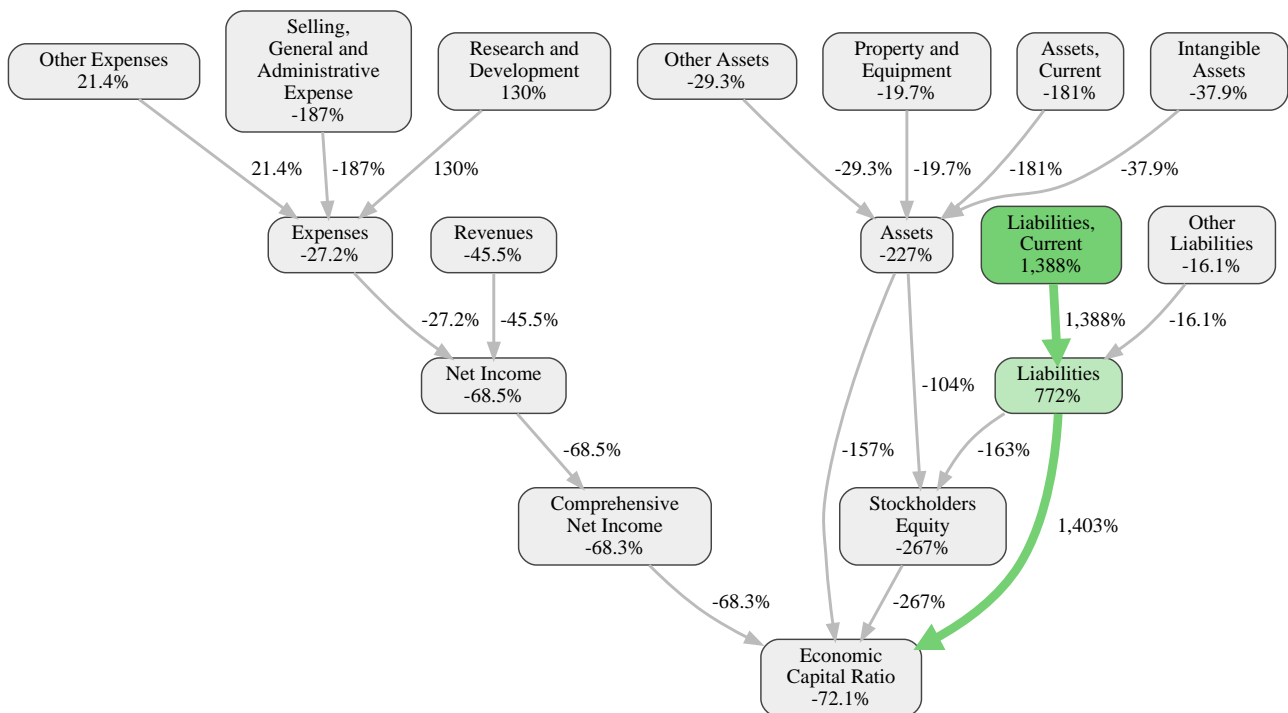 Other Expenses
21.4%
Selling,
General and
Administrative
Expense
-187%
Research and
Development
130%
Other Assets
-29.3%
Property and
Equipment
-19.7%
Assets,
Current
-181%
Intangible
Assets
-37.9%
21.4%
-187%
130%
-29.3%
-19.7%
-181%
-37.9%
Expenses
-27.2%
Revenues
-45.5%
Assets
-227%
Liabilities,
Current
1,388%
Other
Liabilities
-16.1%
-27.2%
-45.5%
1,388%
-16.1%
Net Income
-68.5%
-104%
Liabilities
772%
-68.5%
-157%
-163%
Comprehensive
Net Income
-68.3%
Stockholders
Equity
-267%
1,403%
-68.3%
-267%
Economic
Capital Ratio
-72.1%